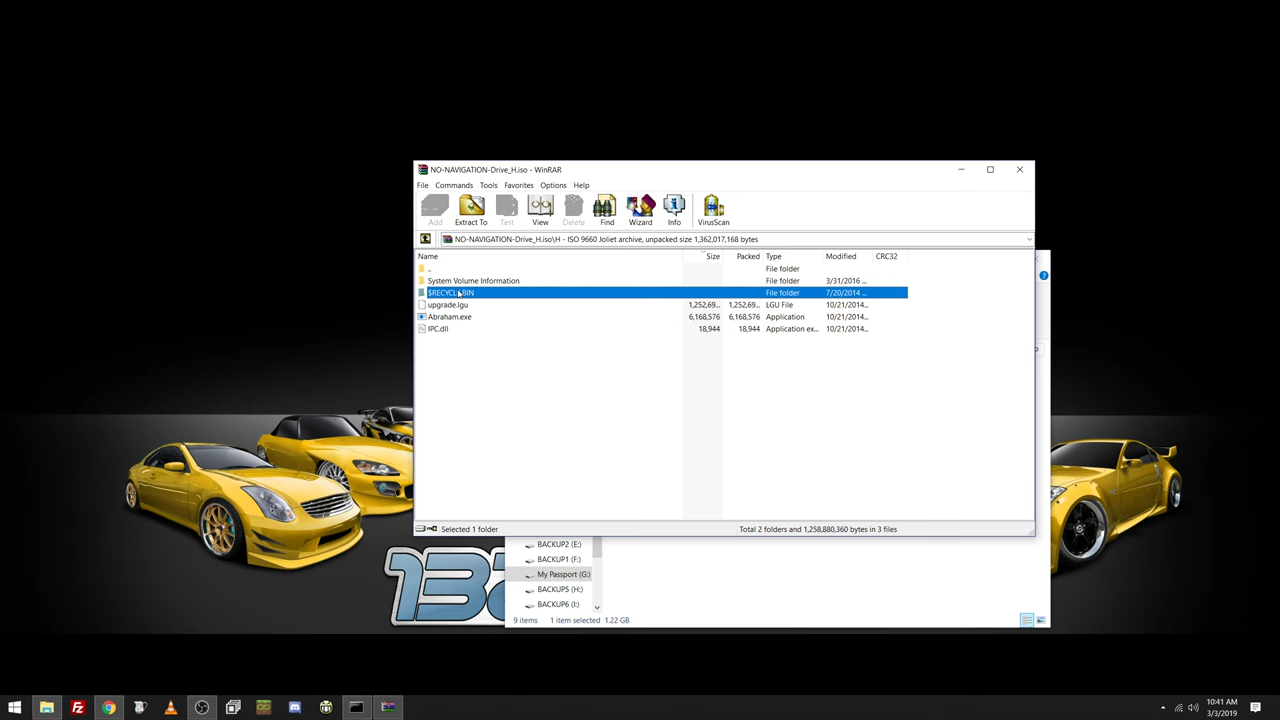 NO-NAVIGATION-Drive_H.iso - WinRAR
File Commands Tools Favorites Options Help
Add Extract To Test View Delete Find Wizard Info VirusScan
NO-NAVIGATION-Drive_H.iso\H - ISO 9660 Joliet archive, unpacked size 1,362,017,168 bytes
Name Size Packed Type Modified CRC32
.. File folder
System Volume Information File folder 3/31/2016 ...
$RECYCLE.BIN File folder 7/20/2014 ...
upgrade.lgu 1,252,69... 1,252,69... LGU File 10/21/2014...
Abraham.exe 6,168,576 6,168,576 Application 10/21/2014...
IPC.dll 18,944 18,944 Application ex... 10/21/2014...
Selected 1 folder Total 2 folders and 1,258,880,360 bytes in 3 files
BACKUP2 (E:)
BACKUP1 (F:)
My Passport (G:)
BACKUP5 (H:)
BACKUP6 (I:)
9 items 1 item selected 1.22 GB
10:41 AM
3/3/2019